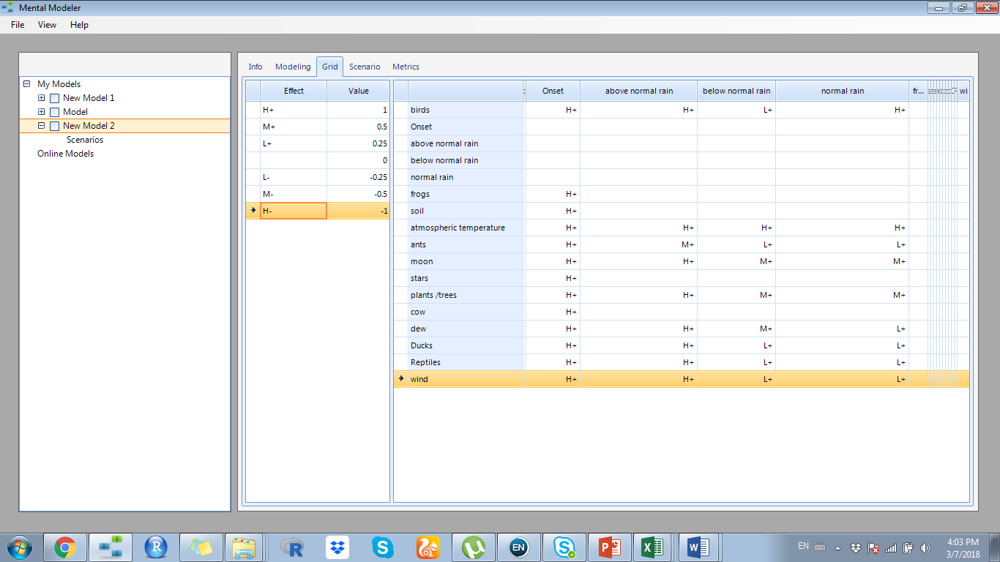 Mental Modeler
File View Help
Info Modeling Grid Scenario Metrics
My Models
New Model 1
Model
New Model 2
Scenarios
Online Models
Effect Value
H+ 1
M+ 0.5
L+ 0.25
0
L- -0.25
M- -0.5
H- -1
Onset above normal rain below normal rain normal rain fr... wi
birds H+ H+ L+ H+
Onset
above normal rain
below normal rain
normal rain
frogs H+
soil H+
atmospheric temperature H+ H+ H+ H+
ants H+ M+ L+ L+
moon H+ H+ M+ M+
stars H+
plants /trees H+ H+ M+ M+
cow H+
dew H+ H+ M+ L+
Ducks H+ H+ L+ L+
Reptiles H+ H+ L+ L+
wind H+ H+ L+ L+
R R S EN S P X W
EN
4:03 PM
3/7/2018